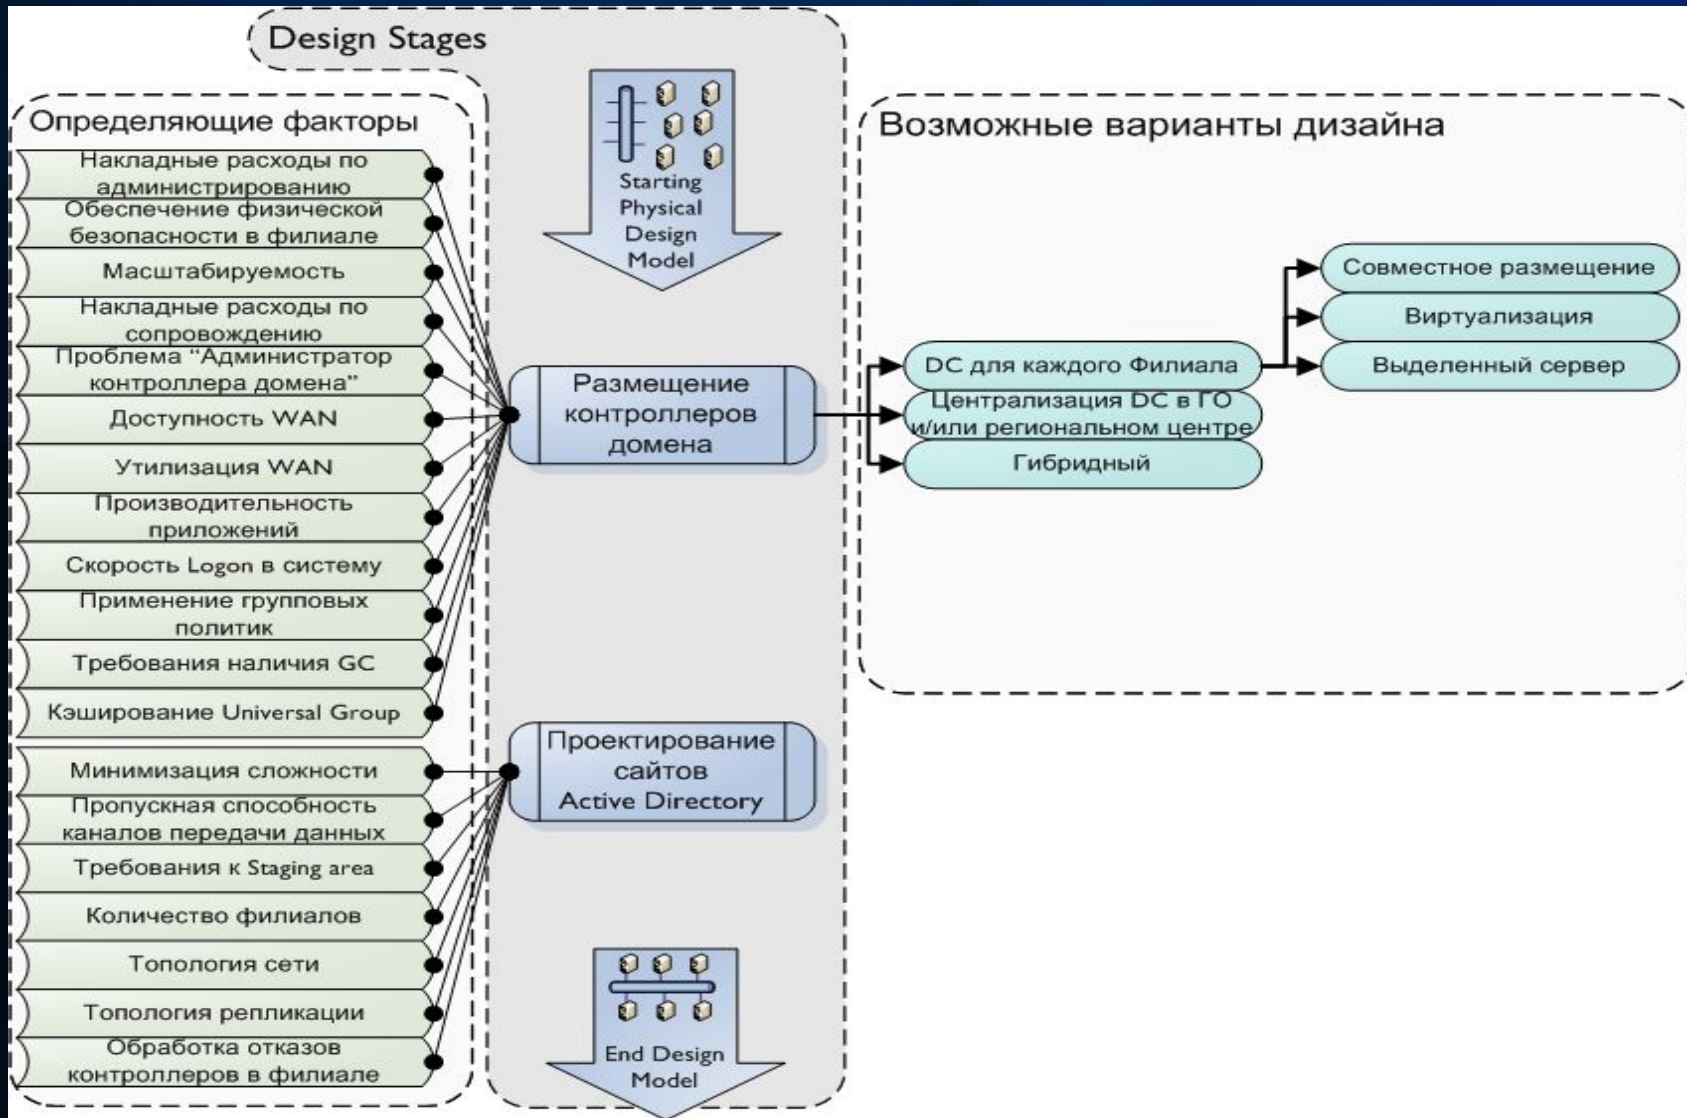 Design Stages
Определяющие факторы
Накладные расходы по
администрированию
Обеспечение физической
безопасности в филиале
Масштабируемость
Накладные расходы по
сопровождению
Проблема “Администратор
контроллера домена”
Доступность WAN
Утилизация WAN
Производительность
приложений
Скорость Logon в систему
Применение групповых
политик
Требования наличия GC
Кэширование Universal Group
Минимизация сложности
Пропускная способность
каналов передачи данных
Требования к Staging area
Количество филиалов
Топология сети
Топология репликации
Обработка отказов
контроллеров в филиале
Starting
Physical
Design
Model
Размещение
контроллеров
домена
Проектирование
сайтов
Active Directory
End Design
Model
Возможные варианты дизайна
DC для каждого Филиала
Централизация DC в ГО
и/или региональном центре
Гибридный
Совместное размещение
Виртуализация
Выделенный сервер